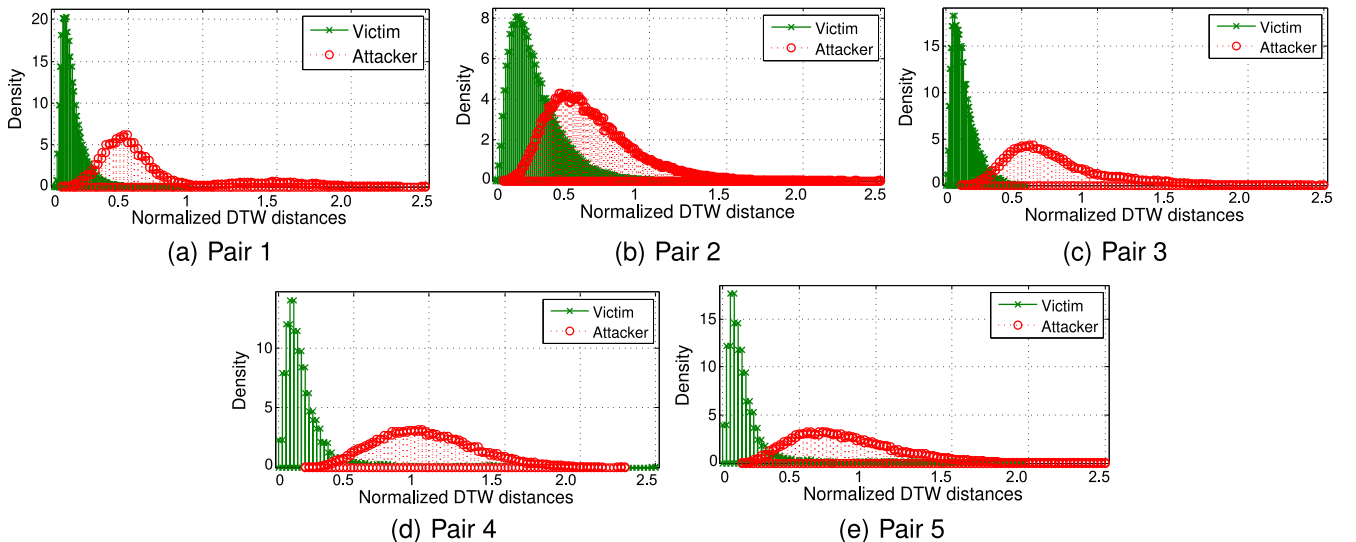 20
15
10
5
0
Density
0
0.5
1
1.5
2.0
2.5
Normalized DTW distances
Victim
Attacker
(a) Pair 1
8
6
4
2
0
Density
0
0.5
1.0
1.5
2.0
2.5
Normalized DTW distance
Victim
Attacker
(b) Pair 2
15
10
5
0
Density
0
0.5
1
1.5
2.0
2.5
Normalized DTW distances
Victim
Attacker
(c) Pair 3
10
5
0
Density
0
0.5
1.0
1.5
2.0
2.5
Normalized DTW distances
Victim
Attacker
(d) Pair 4
15
10
5
0
Density
0
0.5
1
1.5
2.0
2.5
Normalized DTW distances
Victim
Attacker
(e) Pair 5